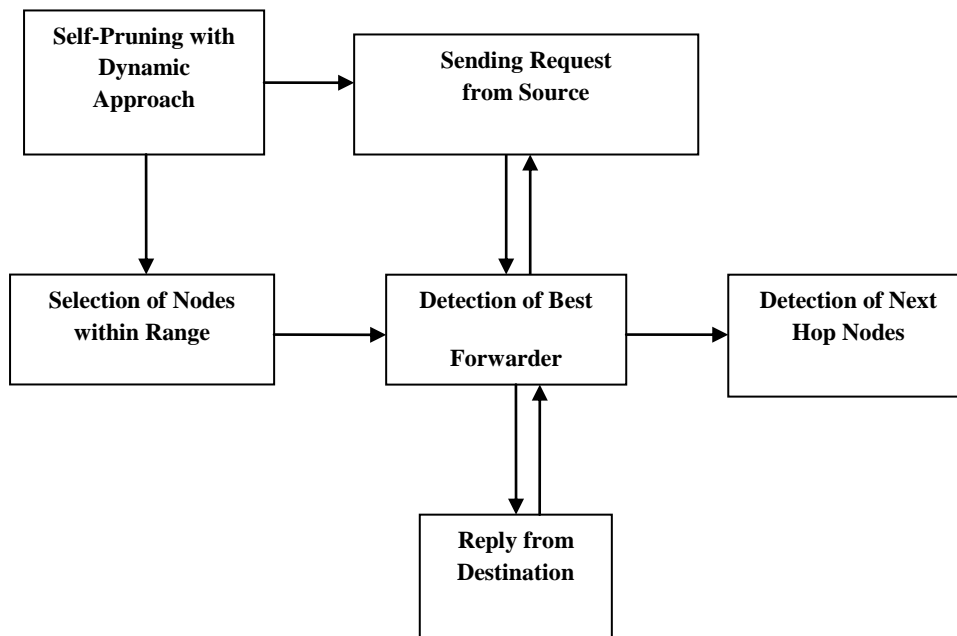 Self-Pruning with
Dynamic
Approach
Sending Request
from Source
Selection of Nodes
within Range
Detection of Best
Forwarder
Detection of Next
Hop Nodes
Reply from
Destination